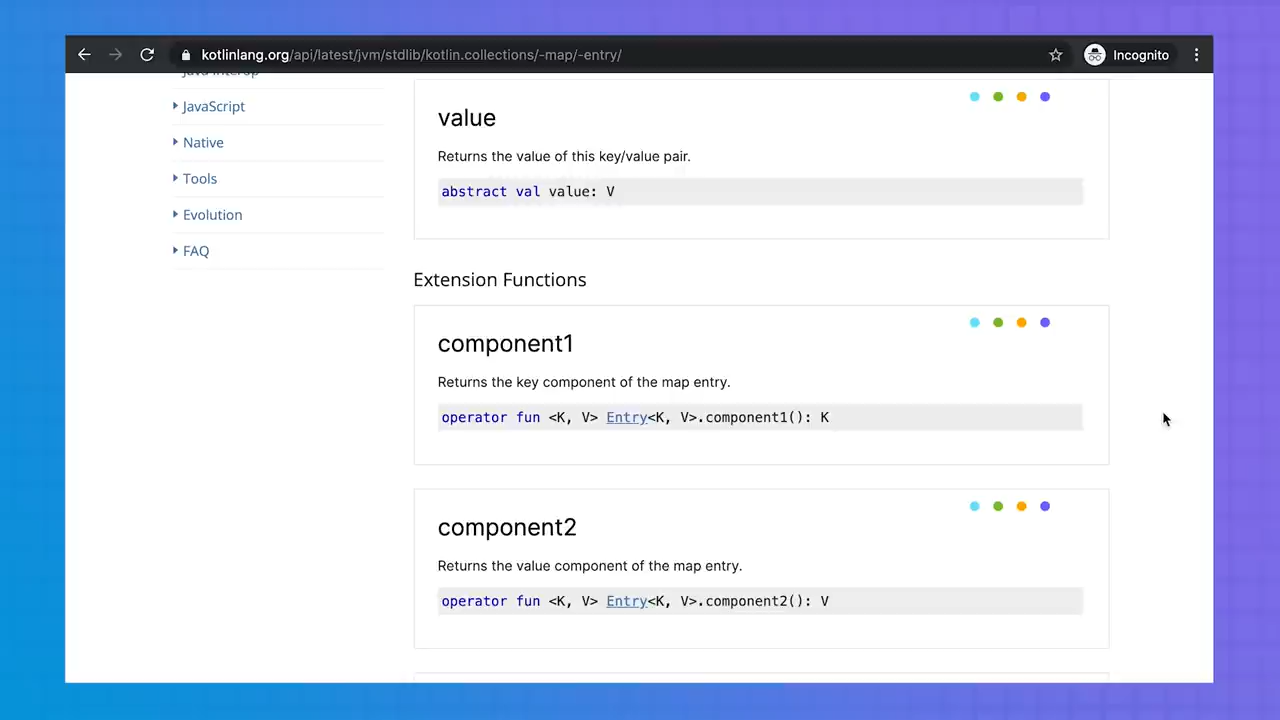 kotlinlang.org/api/latest/jvm/stdlib/kotlin.collections/-map/-entry/
Incognito
Java Interop
JavaScript
Native
Tools
Evolution
FAQ
value
Returns the value of this key/value pair.
abstract val value: V
Extension Functions
component1
Returns the key component of the map entry.
operator fun <K, V> Entry<K, V>.component1(): K
component2
Returns the value component of the map entry.
operator fun <K, V> Entry<K, V>.component2(): V